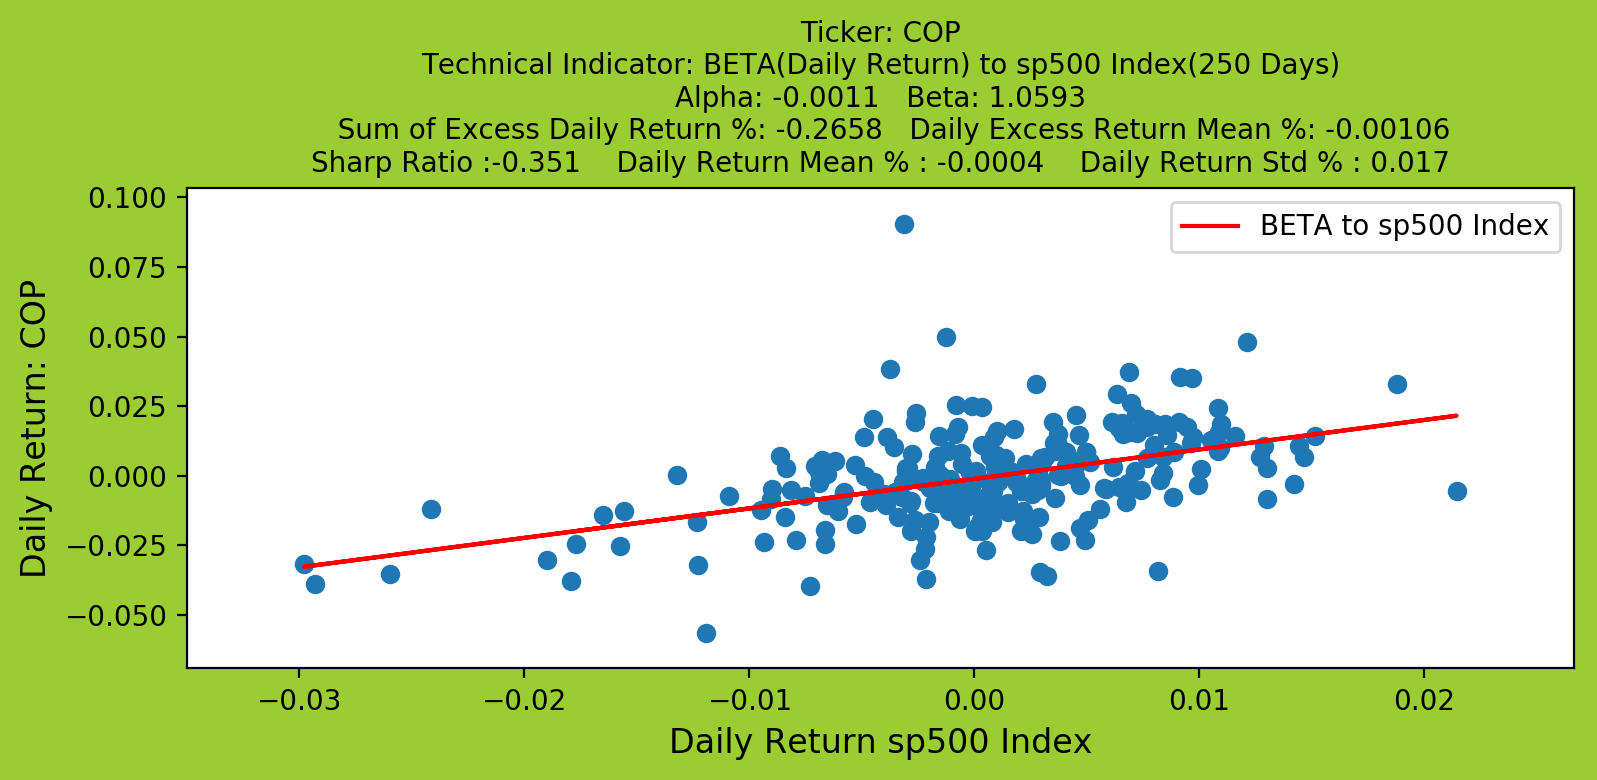 Ticker: COP
Technical Indicator: BETA(Daily Return) to sp500 Index(250 Days)
Alpha: -0.0011   Beta: 1.0593
Sum of Excess Daily Return %: -0.2658   Daily Excess Return Mean %: -0.00106
Sharp Ratio :-0.351    Daily Return Mean % : -0.0004    Daily Return Std % : 0.017
BETA to sp500 Index
Daily Return: COP
0.100
0.075
0.050
0.025
0.000
−0.025
−0.050
−0.03 −0.02 −0.01 0.00 0.01 0.02
Daily Return sp500 Index